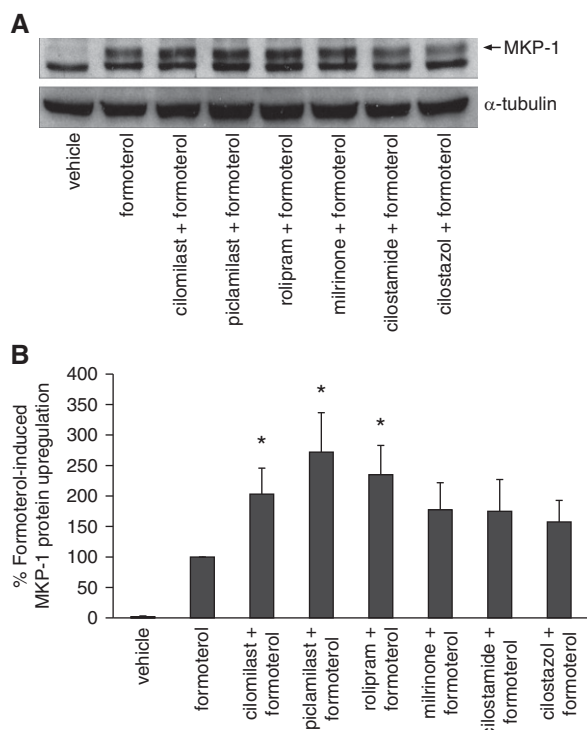 A
MKP-1
α-tubulin
vehicle
formoterol
cilomilast + formoterol
piclamilast + formoterol
rolipram + formoterol
milrinone + formoterol
cilostamide + formoterol
cilostazol + formoterol
B
% Formoterol-induced
MKP-1 protein upregulation
400
350
300
250
200
150
100
50
0
*
*
*
vehicle
formoterol
cilomilast +
formoterol
piclamilast +
formoterol
rolipram +
formoterol
milrinone +
formoterol
cilostamide +
formoterol
cilostazol +
formoterol